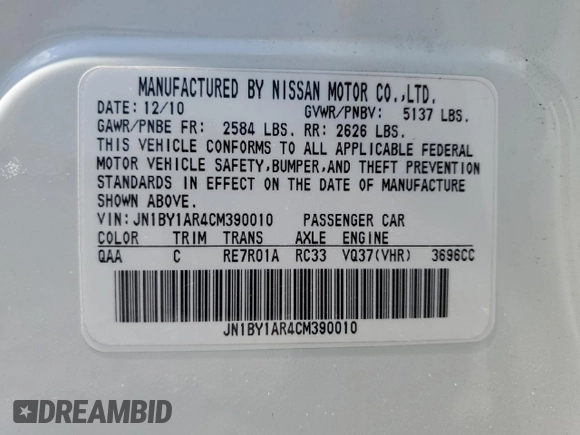 MANUFACTURED BY NISSAN MOTOR CO.,LTD.
DATE: 12/10 GVWR/PNBV: 5137 LBS.
GAWR/PNBE FR: 2584 LBS. RR: 2626 LBS.
THIS VEHICLE CONFORMS TO ALL APPLICABLE FEDERAL
MOTOR VEHICLE SAFETY,BUMPER,AND THEFT PREVENTION
STANDARDS IN EFFECT ON THE DATE OF MANUFACTURE
SHOWN ABOVE.
VIN: JN1BY1AR4CM390010 PASSENGER CAR
COLOR TRIM TRANS AXLE ENGINE
QAA C RE7R01A RC33 VQ37(VHR) 3696CC
JN1BY1AR4CM390010
DREAMBID